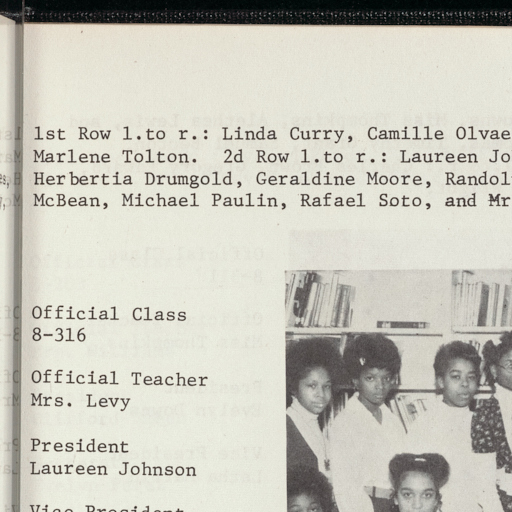 1st Row l.to r.: Linda Curry, Camille Olvae
Marlene Tolton. 2d Row l.to r.: Laureen Jo
Herbertia Drumgold, Geraldine Moore, Randol
McBean, Michael Paulin, Rafael Soto, and Mr
Official Class
8-316
Official Teacher
Mrs. Levy
President
Laureen Johnson
Vice President